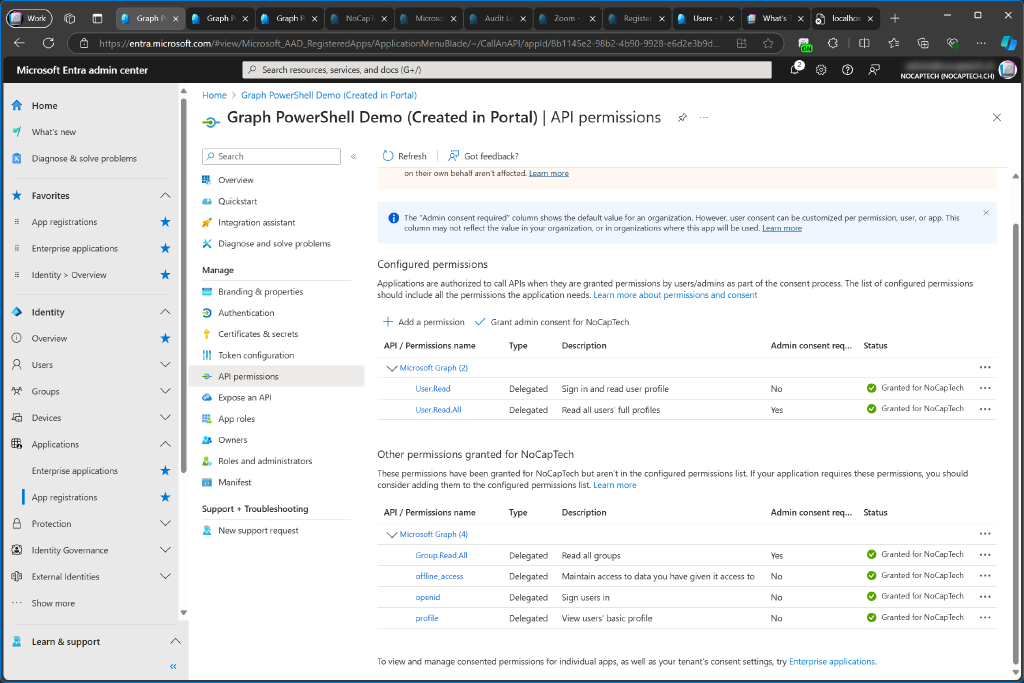 Work
Graph P
Graph P
Graph P
NoCapT
Micros
Audit L
Zoom -
Register
Users - N
What's T
localho
https://entra.microsoft.com/#view/Microsoft_AAD_RegisteredApps/ApplicationMenuBlade/~/CallAnAPI/appId/8b1145e2-98b2-4b90-9928-e6d2e3b9d...
ON
Microsoft Entra admin center
Search resources, services, and docs (G+/)
2
NOCAPTECH (NOCAPTECH.CH)
Home
What's new
Diagnose & solve problems
Favorites
App registrations
Enterprise applications
Identity > Overview
Identity
Overview
Users
Groups
Devices
Applications
Enterprise applications
App registrations
Protection
Identity Governance
External Identities
Show more
Learn & support
Home > Graph PowerShell Demo (Created in Portal)
Graph PowerShell Demo (Created in Portal) | API permissions
Search
Overview
Quickstart
Integration assistant
Diagnose and solve problems
Manage
Branding & properties
Authentication
Certificates & secrets
Token configuration
API permissions
Expose an API
App roles
Owners
Roles and administrators
Manifest
Support + Troubleshooting
New support request
Refresh
Got feedback?
on their own behalf aren't affected. Learn more
The "Admin consent required" column shows the default value for an organization. However, user consent can be customized per permission, user, or app. This
column may not reflect the value in your organization, or in organizations where this app will be used. Learn more
Configured permissions
Applications are authorized to call APIs when they are granted permissions by users/admins as part of the consent process. The list of configured permissions
should include all the permissions the application needs. Learn more about permissions and consent
Add a permission
Grant admin consent for NoCapTech
API / Permissions name Type Description Admin consent req... Status
Microsoft Graph (2)
User.Read Delegated Sign in and read user profile No Granted for NoCapTech
User.Read.All Delegated Read all users' full profiles Yes Granted for NoCapTech
Other permissions granted for NoCapTech
These permissions have been granted for NoCapTech but aren't in the configured permissions list. If your application requires these permissions, you should
consider adding them to the configured permissions list. Learn more
API / Permissions name Type Description Admin consent req... Status
Microsoft Graph (4)
Group.Read.All Delegated Read all groups Yes Granted for NoCapTech
offline_access Delegated Maintain access to data you have given it access to No Granted for NoCapTech
openid Delegated Sign users in No Granted for NoCapTech
profile Delegated View users' basic profile No Granted for NoCapTech
To view and manage consented permissions for individual apps, as well as your tenant's consent settings, try Enterprise applications.